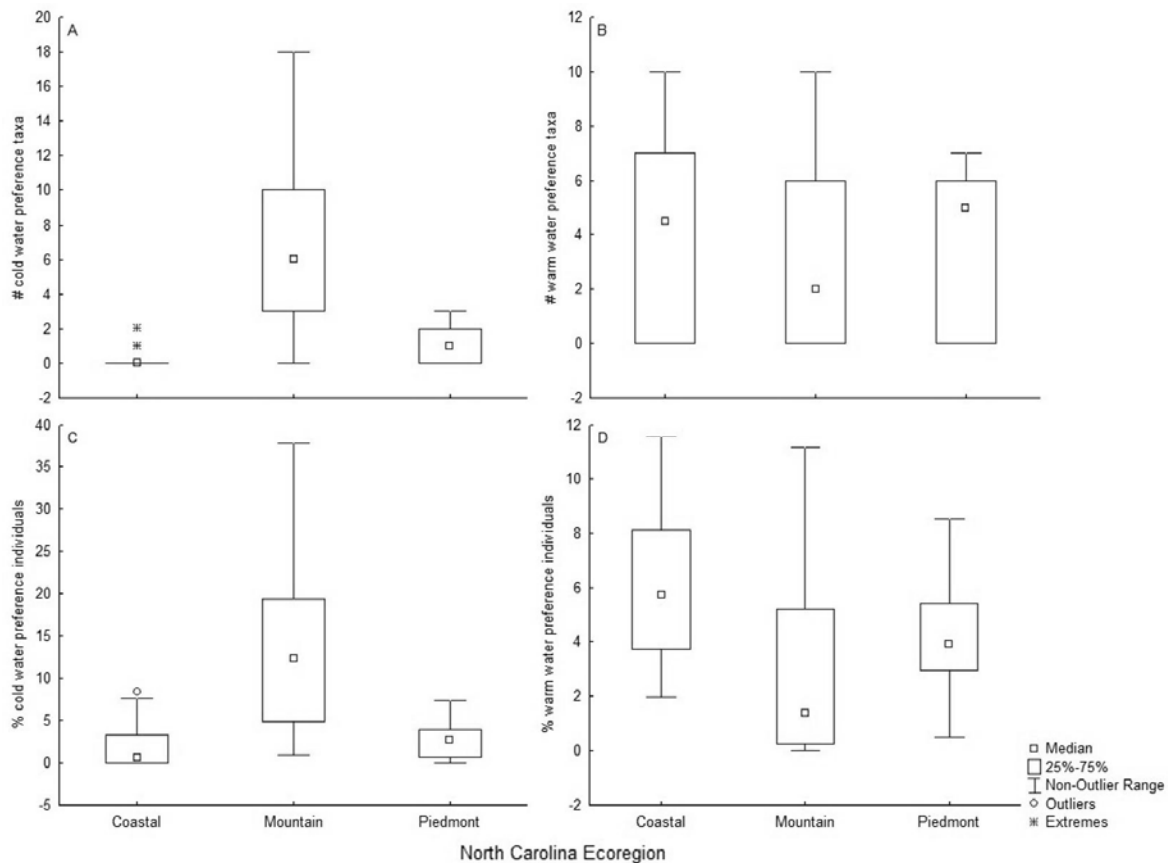 A
# cold water preference taxa
20
18
16
14
12
10
8
6
4
2
0
-2
B
# warm water preference taxa
12
10
8
6
4
2
0
-2
C
% cold water preference individuals
40
35
30
25
20
15
10
5
0
-5
Coastal Mountain Piedmont
D
% warm water preference individuals
12
10
8
6
4
2
0
-2
Coastal Mountain Piedmont
Median
25%-75%
Non-Outlier Range
Outliers
Extremes
North Carolina Ecoregion